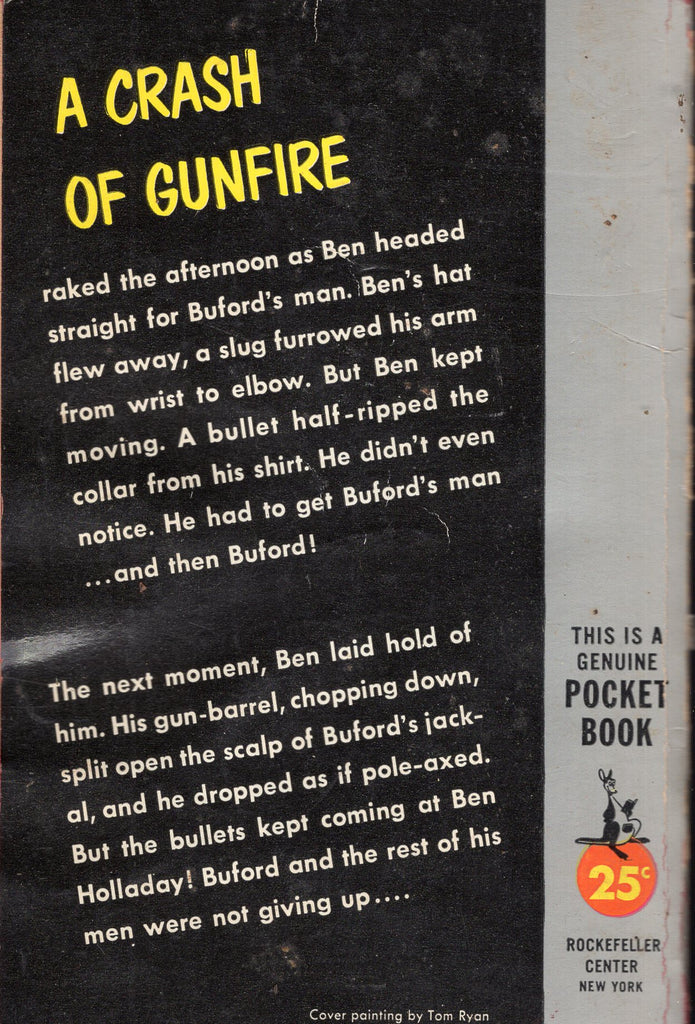 A CRASH
OF GUNFIRE
raked the afternoon as Ben headed
straight for Buford's man. Ben's hat
flew away, a slug furrowed his arm
from wrist to elbow. But Ben kept
moving. A bullet half-ripped the
collar from his shirt. He didn't even
notice. He had to get Buford's man
...and then Buford!
The next moment, Ben laid hold of
him. His gun-barrel, chopping down,
split open the scalp of Buford's jack-
al, and he dropped as if pole-axed.
But the bullets kept coming at Ben
Holladay! Buford and the rest of his
men were not giving up....
Cover painting by Tom Ryan
THIS IS A
GENUINE
POCKET
BOOK
25c
ROCKEFELLER
CENTER
NEW YORK